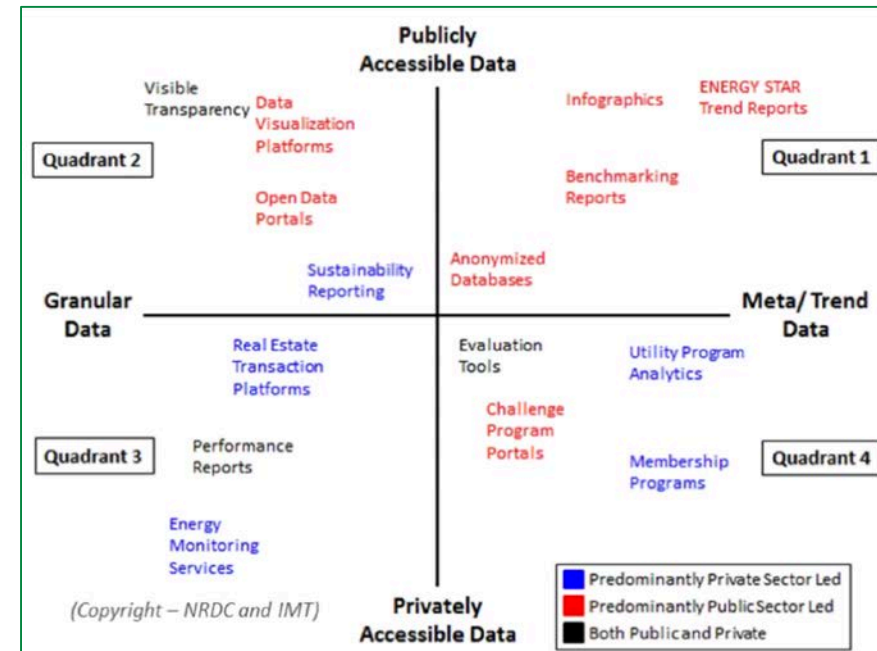 Publicly
Accessible Data
Visible
Transparency
Data
Visualization
Platforms
Infographics
ENERGY STAR
Trend Reports
Quadrant 2
Quadrant 1
Benchmarking
Reports
Open Data
Portals
Sustainability
Reporting
Anonymized
Databases
Granular
Data
Meta/ Trend
Data
Real Estate
Transaction
Platforms
Evaluation
Tools
Utility Program
Analytics
Challenge
Program
Portals
Quadrant 3
Performance
Reports
Membership
Programs
Quadrant 4
Energy
Monitoring
Services
Predominantly Private Sector Led
Predominantly Public Sector Led
Both Public and Private
(Copyright – NRDC and IMT)
Privately
Accessible Data